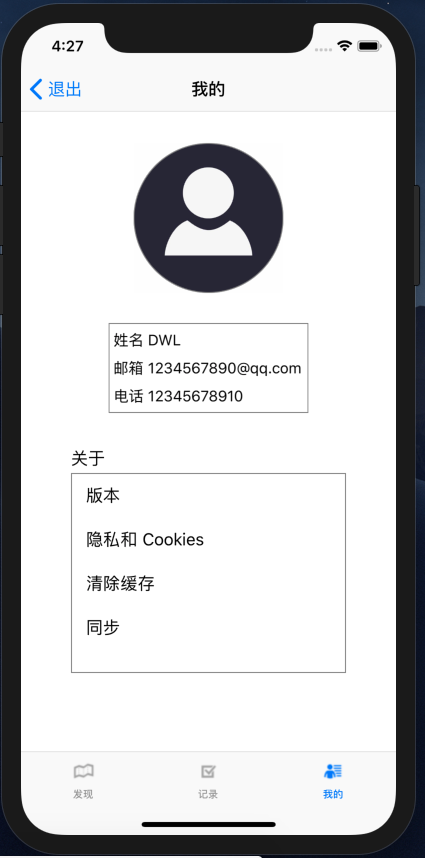 4:27
退出
我的
姓名 DWL
邮箱 1234567890@qq.com
电话 12345678910
关于
版本
隐私和 Cookies
清除缓存
同步
发现
记录
我的